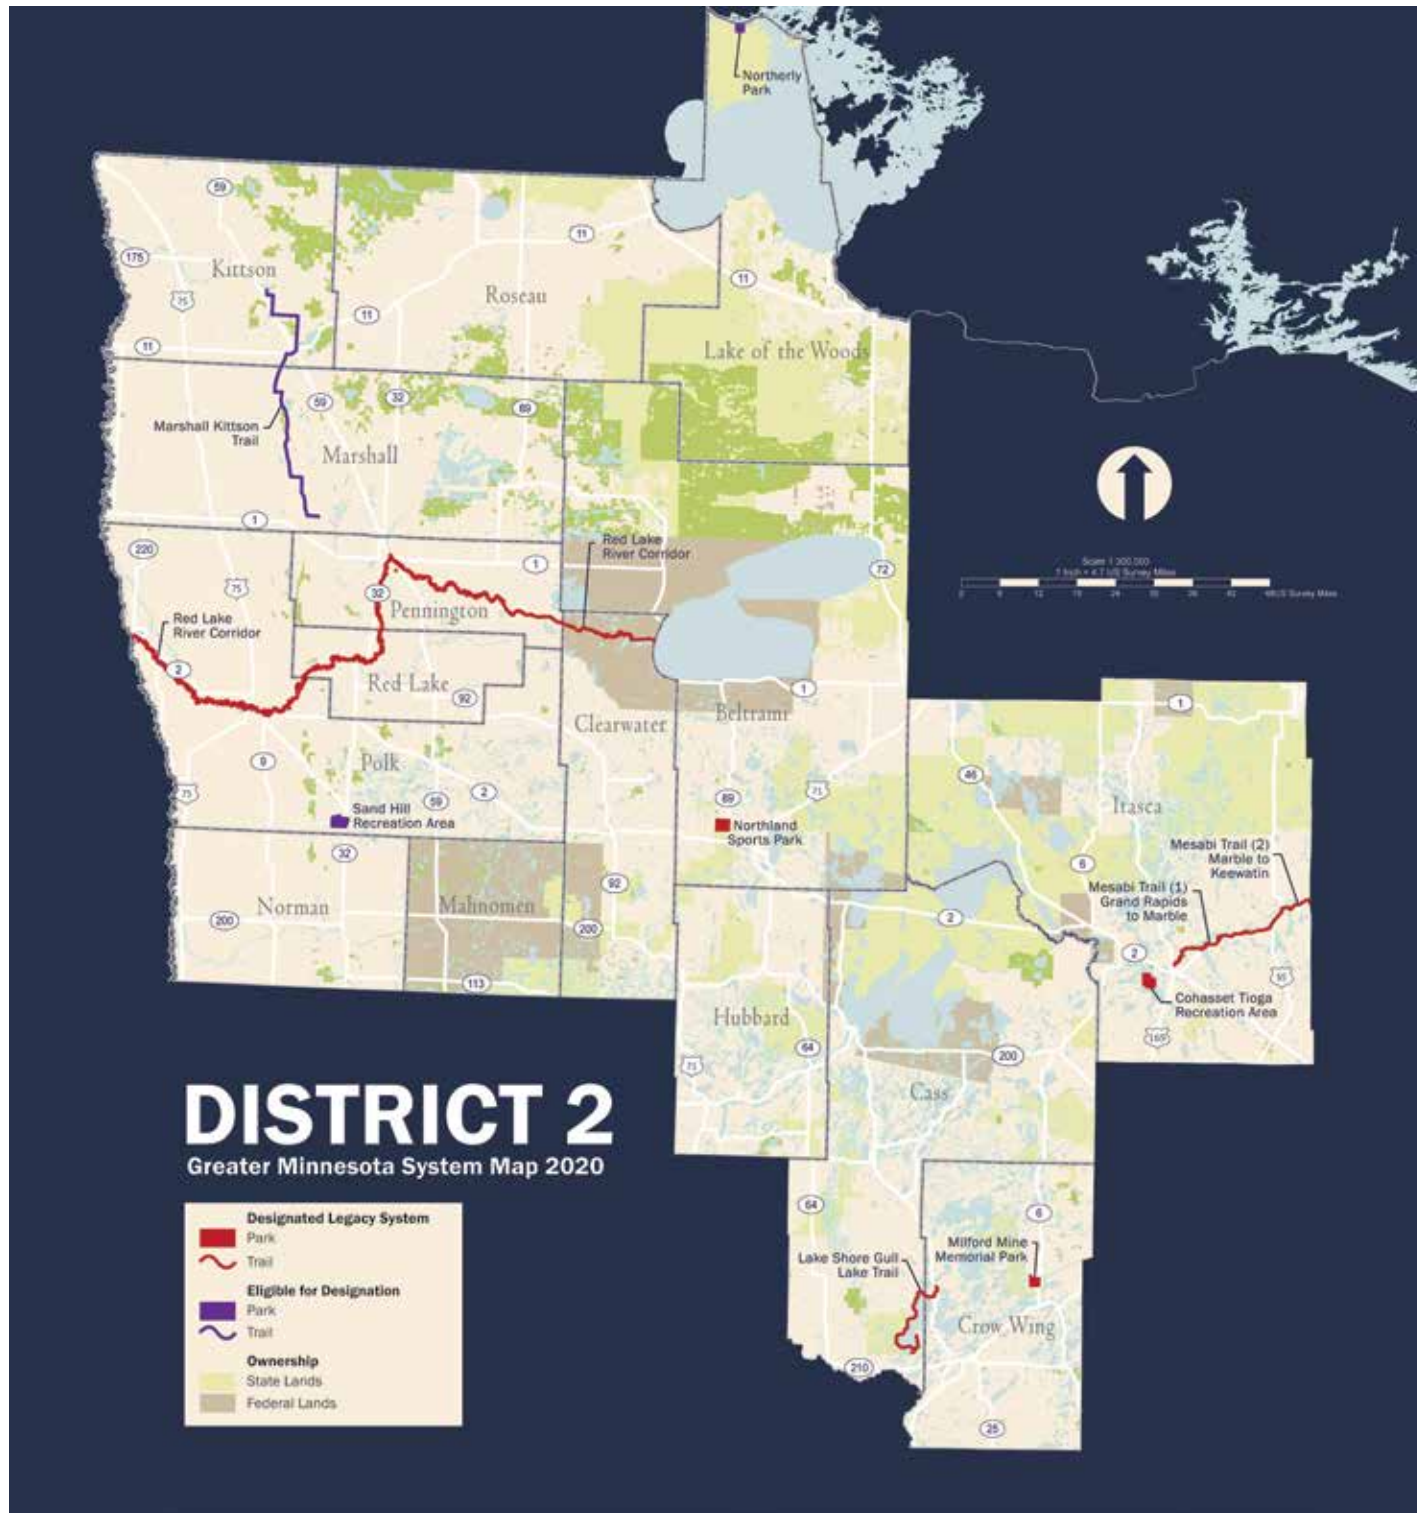 Northerly
Park
59
11
175
Kittson
75
Roseau
11
11
11
Lake of the Woods
59
32
89
Marshall Kittson
Trail
Marshall
1
220
Red Lake
River Corridor
1
72
75
32
Pennington
Red Lake
River Corridor
2
Red Lake
92
1
Clearwater
Beltrami
1
9
Polk
46
75
59
2
89
71
Itasca
Sand Hill
Recreation Area
Northland
Sports Park
32
6
Mesabi Trail (2)
Marble to
Keewatin
Mesabi Trail (1)
Grand Rapids
to Marble
92
Norman
Mahnomen
200
200
2
2
113
Cohasset Tioga
Recreation Area
169
Hubbard
64
71
200
Cass
DISTRICT 2
Greater Minnesota System Map 2020
64
6
Designated Legacy System
Park
Trail
Eligible for Designation
Park
Trail
Ownership
State Lands
Federal Lands
Milford Mine
Memorial Park
Lake Shore Gull
Lake Trail
Crow Wing
210
25